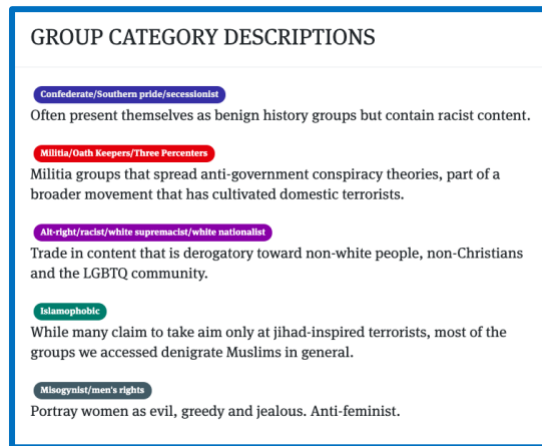 GROUP CATEGORY DESCRIPTIONS
Confederate/Southern pride/secessionist
Often present themselves as benign history groups but contain racist content.
Militia/Oath Keepers/Three Percenters
Militia groups that spread anti-government conspiracy theories, part of a
broader movement that has cultivated domestic terrorists.
Alt-right/racist/white supremacist/white nationalist
Trade in content that is derogatory toward non-white people, non-Christians
and the LGBTQ community.
Islamophobic
While many claim to take aim only at jihad-inspired terrorists, most of the
groups we accessed denigrate Muslims in general.
Misogynist/men's rights
Portray women as evil, greedy and jealous. Anti-feminist.